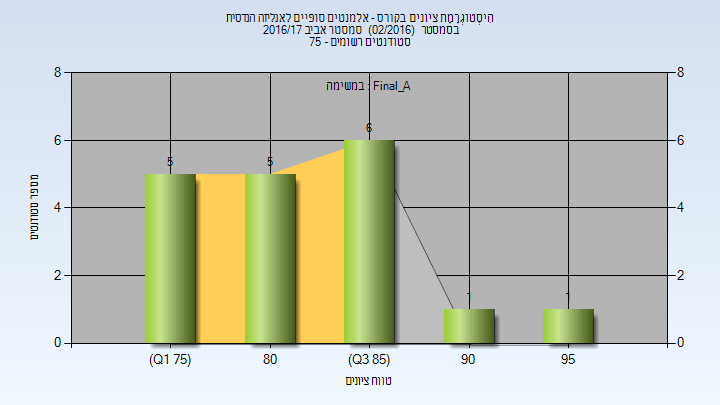 היסטוגרמת ציונים בקורס - אלמנטים סופיים לאנליזה הנדסית
בסמסטר (02/2016) סמסטר אביב 2016/17
סטודנטים רשומים - 75
במשימה : Final_A
8 8
6 6
4 4
2 2
0 0
5 5 6 1 1
מספר סטודנטים
(Q1 75) 80 (Q3 85) 90 95
טווח ציונים